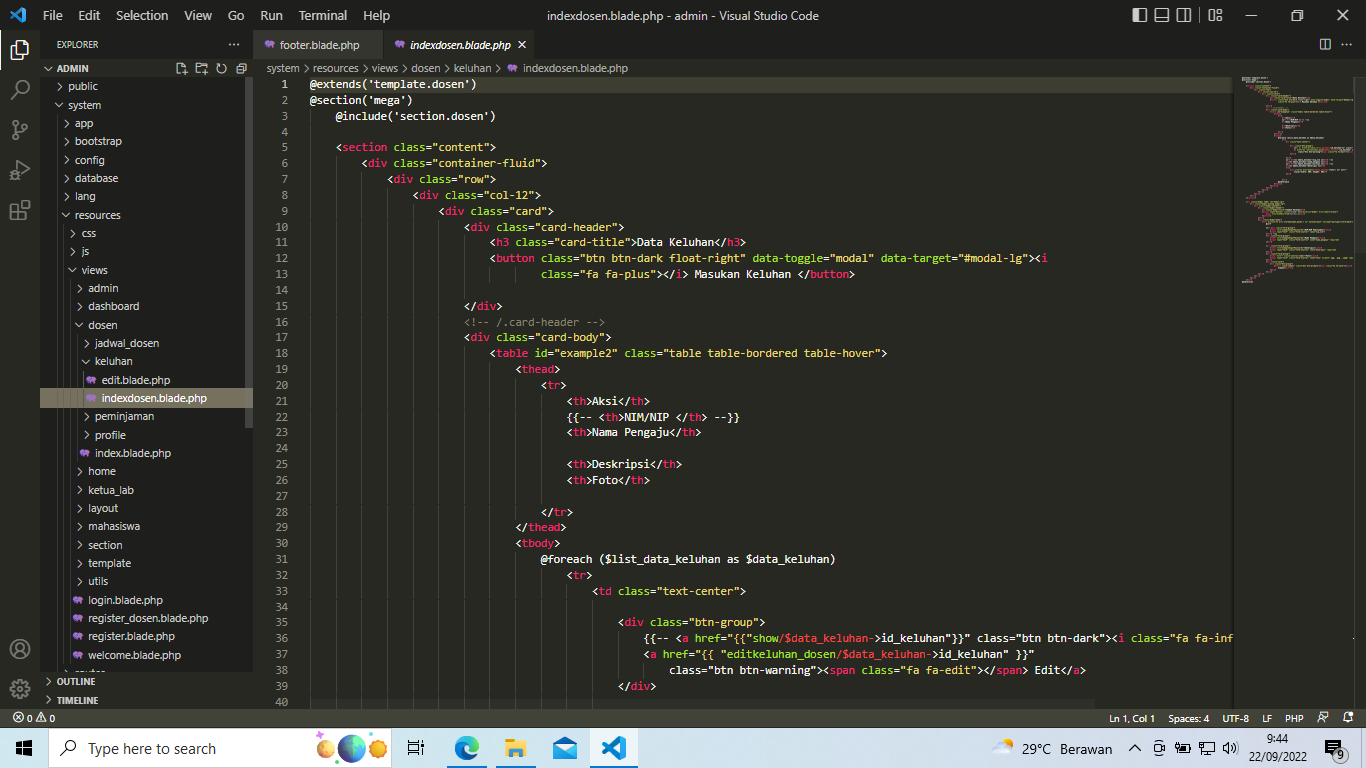 File Edit Selection View Go Run Terminal Help indexdosen.blade.php - admin - Visual Studio Code
EXPLORER
footer.blade.php indexdosen.blade.php
ADMIN
public
system
app
bootstrap
config
database
lang
resources
css
js
views
admin
dashboard
dosen
jadwal_dosen
keluhan
edit.blade.php
indexdosen.blade.php
peminjaman
profile
index.blade.php
home
ketua_lab
layout
mahasiswa
section
template
utils
login.blade.php
register_dosen.blade.php
register.blade.php
welcome.blade.php
OUTLINE
TIMELINE
system > resources > views > dosen > keluhan > indexdosen.blade.php
1 @extends('template.dosen')
2 @section('mega')
3 @include('section.dosen')
4
5 <section class="content">
6 <div class="container-fluid">
7 <div class="row">
8 <div class="col-12">
9 <div class="card">
10 <div class="card-header">
11 <h3 class="card-title">Data Keluhan</h3>
12 <button class="btn btn-dark float-right" data-toggle="modal" data-target="#modal-lg"><i
13 class="fa fa-plus"></i> Masukan Keluhan </button>
14
15 </div>
16 <!-- /.card-header -->
17 <div class="card-body">
18 <table id="example2" class="table table-bordered table-hover">
19 <thead>
20 <tr>
21 <th>Aksi</th>
22 {{-- <th>NIM/NIP </th> --}}
23 <th>Nama Pengaju</th>
24
25 <th>Deskripsi</th>
26 <th>Foto</th>
27
28 </tr>
29 </thead>
30 <tbody>
31 @foreach ($list_data_keluhan as $data_keluhan)
32 <tr>
33 <td class="text-center">
34
35 <div class="btn-group">
36 {{-- <a href="{{"show/$data_keluhan->id_keluhan"}}" class="btn btn-dark"><i class="fa fa-inf
37 <a href="{{ "editkeluhan_dosen/$data_keluhan->id_keluhan" }}"
38 class="btn btn-warning"><span class="fa fa-edit"></span> Edit</a>
39 </div>
40
0 0 Ln 1, Col 1 Spaces: 4 UTF-8 LF PHP
Type here to search
29°C Berawan
9:44
22/09/2022
9